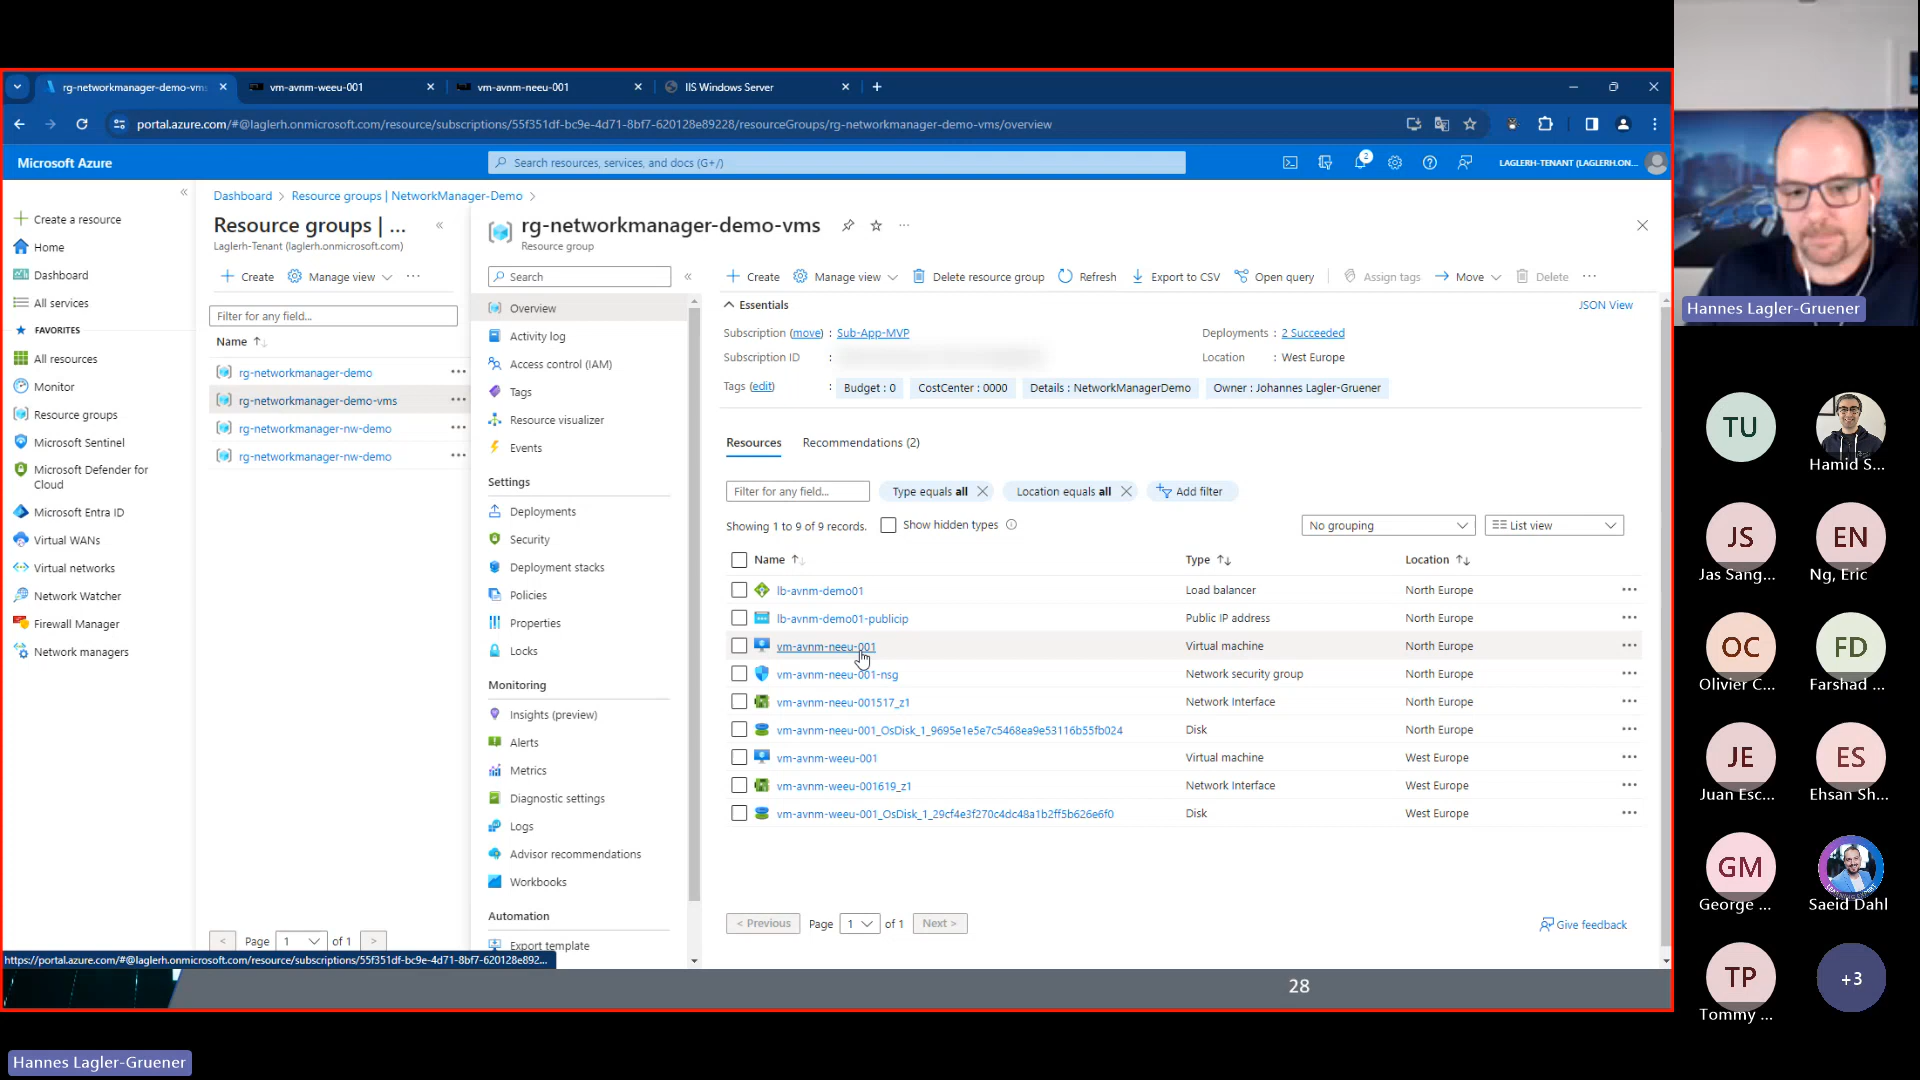 rg-networkmanager-demo-vm
vm-avnm-weeu-001
vm-avnm-neeu-001
IIS Windows Server
portal.azure.com/#@laglerh.onmicrosoft.com/resource/subscriptions/55f351df-bc9e-4d71-8bf7-620128e89228/resourceGroups/rg-networkmanager-demo-vms/overview
Microsoft Azure
Search resources, services, and docs (G+/)
2
LAGLERH-TENANT (LAGLERH.ON...
Create a resource
Home
Dashboard
All services
FAVORITES
All resources
Monitor
Resource groups
Microsoft Sentinel
Microsoft Defender for
Cloud
Microsoft Entra ID
Virtual WANs
Virtual networks
Network Watcher
Firewall Manager
Network managers
Dashboard > Resource groups | NetworkManager-Demo >
Resource groups | ...
Laglerh-Tenant (laglerh.onmicrosoft.com)
Create Manage view ...
Filter for any field...
Name
rg-networkmanager-demo
rg-networkmanager-demo-vms
rg-networkmanager-nw-demo
rg-networkmanager-nw-demo
< Page 1 of 1 >
rg-networkmanager-demo-vms
Resource group
Search
Overview
Activity log
Access control (IAM)
Tags
Resource visualizer
Events
Settings
Deployments
Security
Deployment stacks
Policies
Properties
Locks
Monitoring
Insights (preview)
Alerts
Metrics
Diagnostic settings
Logs
Advisor recommendations
Workbooks
Automation
Export template
Create Manage view Delete resource group Refresh Export to CSV Open query Assign tags Move Delete ...
Essentials
JSON View
Subscription (move) : Sub-App-MVP
Deployments : 2 Succeeded
Subscription ID :
Location : West Europe
Tags (edit) : Budget : 0 CostCenter : 0000 Details : NetworkManagerDemo Owner : Johannes Lagler-Gruener
Resources Recommendations (2)
Filter for any field... Type equals all Location equals all Add filter
Showing 1 to 9 of 9 records. Show hidden types
No grouping List view
Name Type Location
lb-avnm-demo01 Load balancer North Europe
lb-avnm-demo01-publicip Public IP address North Europe
vm-avnm-neeu-001 Virtual machine North Europe
vm-avnm-neeu-001-nsg Network security group North Europe
vm-avnm-neeu-001517_z1 Network Interface North Europe
vm-avnm-neeu-001_OsDisk_1_9695e1e5e7c5468ea9e53116b55fb024 Disk North Europe
vm-avnm-weeu-001 Virtual machine West Europe
vm-avnm-weeu-001619_z1 Network Interface West Europe
vm-avnm-weeu-001_OsDisk_1_29cf4e3f270c4dc48a1b2ff5b626e6f0 Disk West Europe
< Previous Page 1 of 1 Next >
Give feedback
https://portal.azure.com/#@laglerh.onmicrosoft.com/resource/subscriptions/55f351df-bc9e-4d71-8bf7-620128e892...
28
Hannes Lagler-Gruener
Hannes Lagler-Gruener
TU
Hamid S...
JS
Jas Sang...
EN
Ng, Eric
OC
Olivier C...
FD
Farshad ...
JE
Juan Esc...
ES
Ehsan Sh...
GM
George ...
Saeid Dahl
TP
Tommy ...
+3